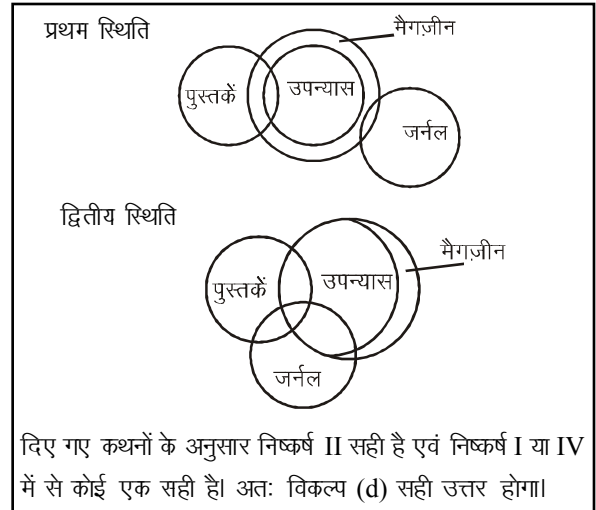 प्रथम स्थिति
मैगज़ीन
पुस्तकें
उपन्यास
जर्नल
द्वितीय स्थिति
मैगज़ीन
पुस्तकें
उपन्यास
जर्नल
दिए गए कथनों के अनुसार निष्कर्ष II सही है एवं निष्कर्ष I या IV
में से कोई एक सही है। अतः विकल्प (d) सही उत्तर होगा।